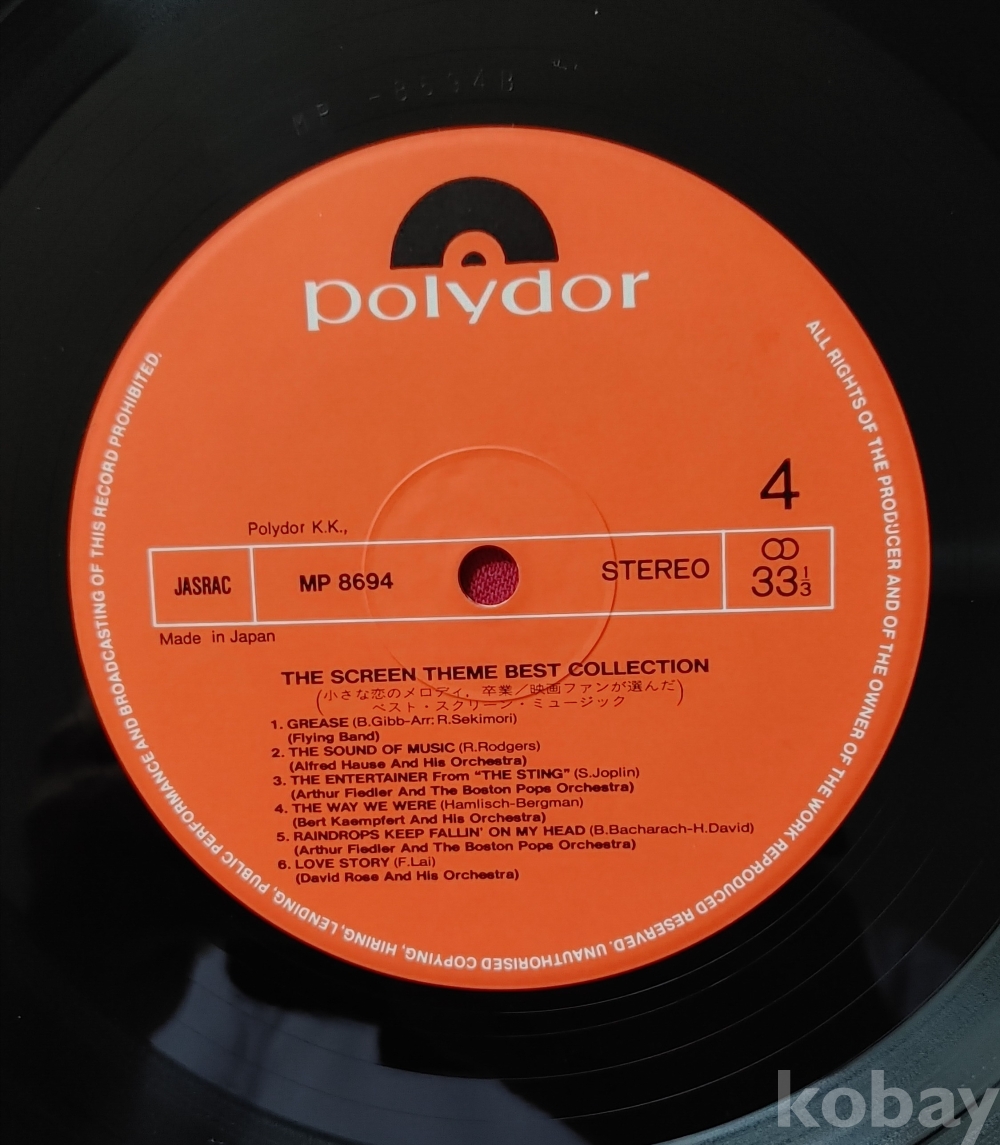 polydor
4
Polydor K.K.,
JASRAC
MP 8694
STEREO
33 1/3
Made in Japan
THE SCREEN THEME BEST COLLECTION
(小さな恋のメロディ, 卒業/映画ファンが選んだ
ベスト・スクリーン・ミュージック)
1. GREASE (B.Gibb-Arr: R.Sekimori)
(Flying Band)
2. THE SOUND OF MUSIC (R.Rodgers)
(Alfred Hause And His Orchestra)
3. THE ENTERTAINER From "THE STING" (S.Joplin)
(Arthur Fiedler And The Boston Pops Orchestra)
4. THE WAY WE WERE (Hamlisch-Bergman)
(Bert Kaempfert And His Orchestra)
5. RAINDROPS KEEP FALLIN' ON MY HEAD (B.Bacharach-H.David)
(Arthur Fiedler And The Boston Pops Orchestra)
6. LOVE STORY (F.Lai)
(David Rose And His Orchestra)
ALL RIGHTS OF THE PRODUCER AND OF THE OWNER OF THE WORK REPRODUCED RESERVED. UNAUTHORISED COPYING, HIRING, LENDING, PUBLIC PERFORMANCE AND BROADCASTING OF THIS RECORD PROHIBITED.
kobay